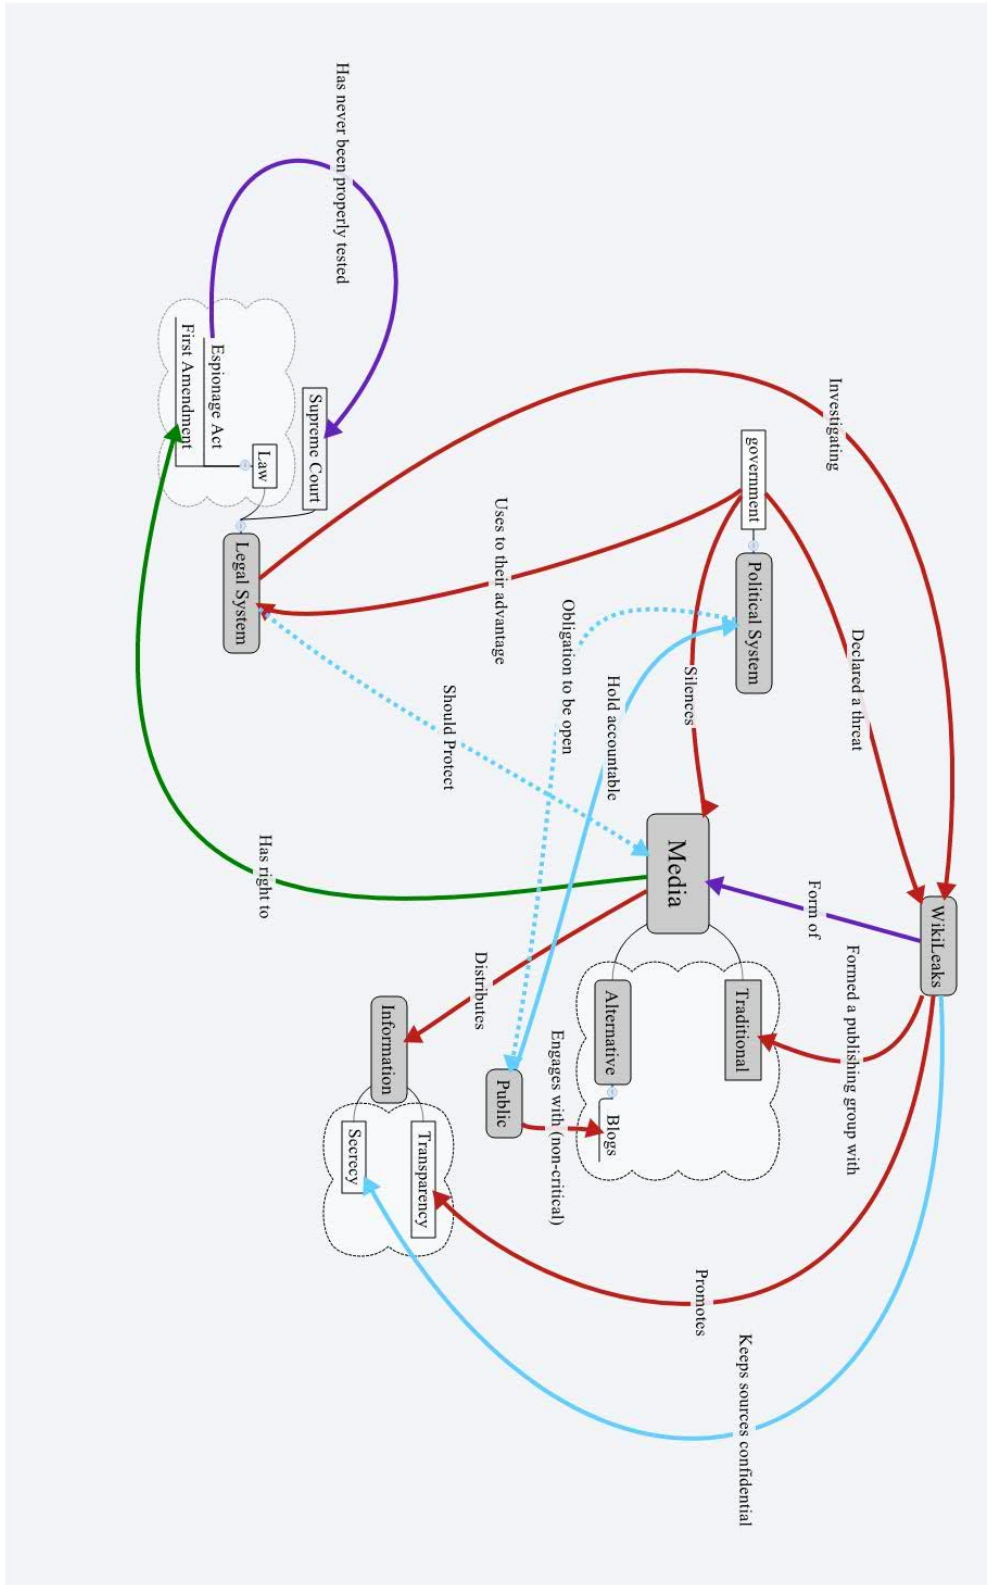 WikiLeaks
Investigating
Declared a threat
Form of
Formed a publishing group with
government
Political System
Traditional
Silences
Media
Promotes
Keeps sources confidential
Hold accountable
Alternative
Blogs
Obligation to be open
Engages with (non-critical)
Uses to their advantage
Public
Should Protect
Distributes
Transparency
Information
Secrecy
Has never been properly tested
Supreme Court
Law
Legal System
Espionage Act
First Amendment
Has right to